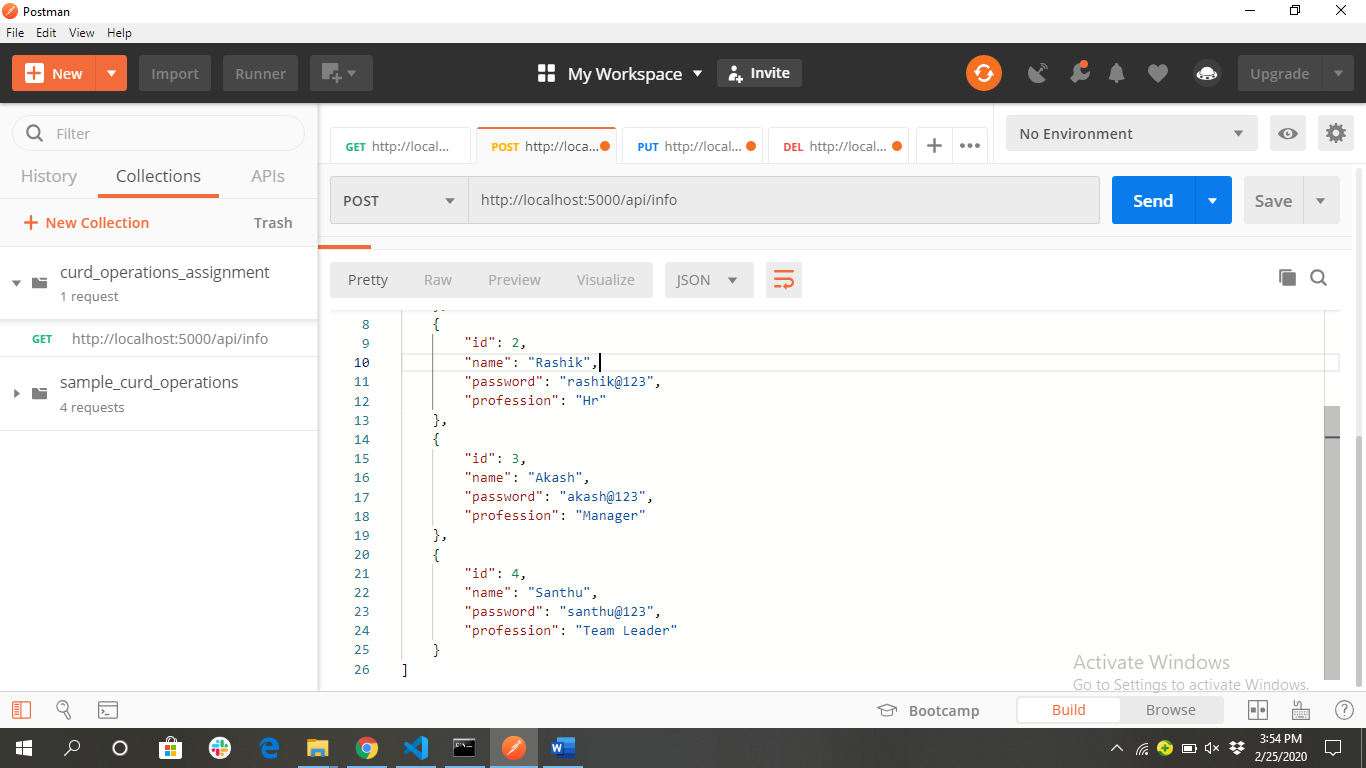 Postman
File Edit View Help
New Import Runner My Workspace Invite Upgrade
Filter
History Collections APIs
New Collection Trash
curd_operations_assignment
1 request
GET http://localhost:5000/api/info
sample_curd_operations
4 requests
GET http://local... POST http://loca... PUT http://local... DEL http://local... No Environment
POST http://localhost:5000/api/info Send Save
Pretty Raw Preview Visualize JSON
8 {
9 "id": 2,
10 "name": "Rashik",
11 "password": "rashik@123",
12 "profession": "Hr"
13 },
14 {
15 "id": 3,
16 "name": "Akash",
17 "password": "akash@123",
18 "profession": "Manager"
19 },
20 {
21 "id": 4,
22 "name": "Santhu",
23 "password": "santhu@123",
24 "profession": "Team Leader"
25 }
26 ]
Activate Windows
Go to Settings to activate Windows.
Bootcamp Build Browse
3:54 PM
2/25/2020